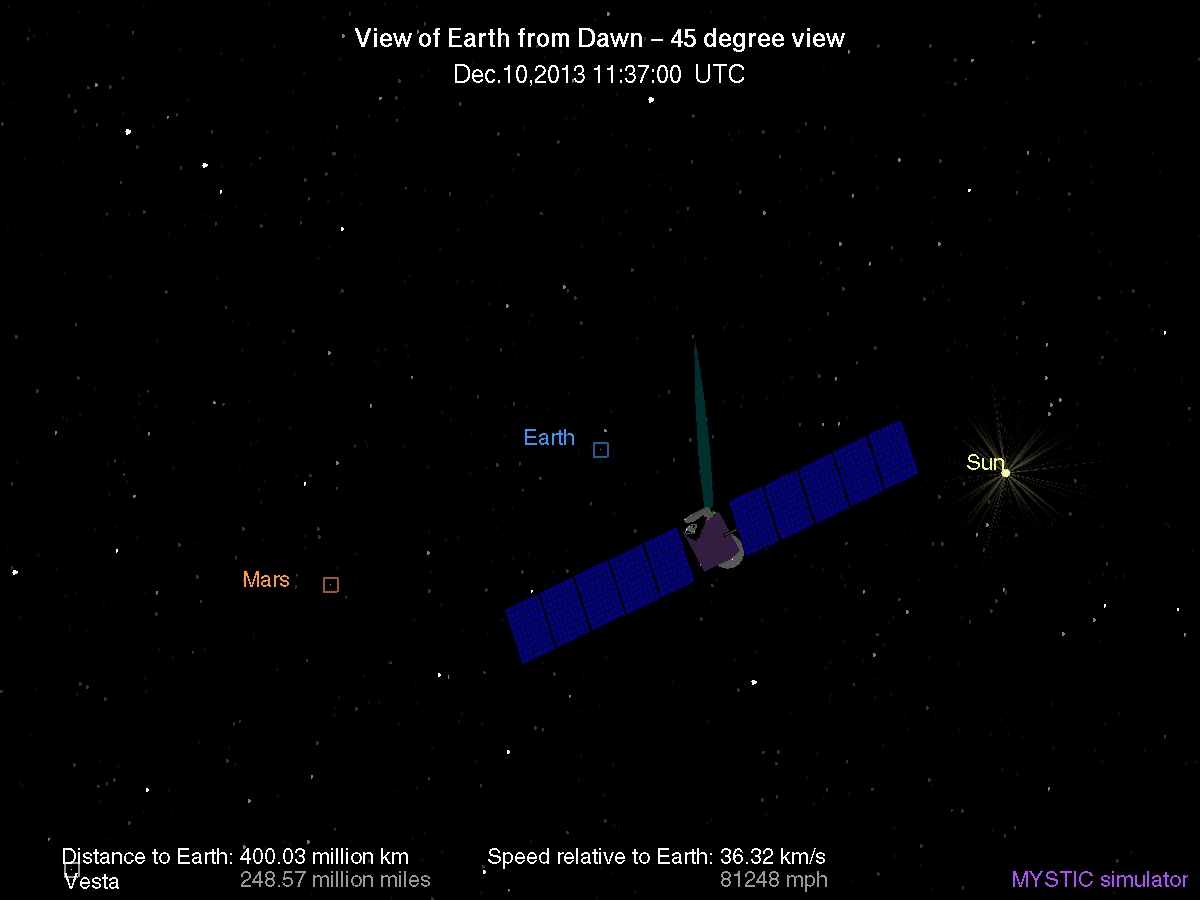 View of Earth from Dawn – 45 degree view
Dec.10,2013 11:37:00 UTC
Earth
Sun
Mars
Distance to Earth: 400.03 million km
Speed relative to Earth: 36.32 km/s
Vesta
248.57 million miles
81248 mph
MYSTIC simulator